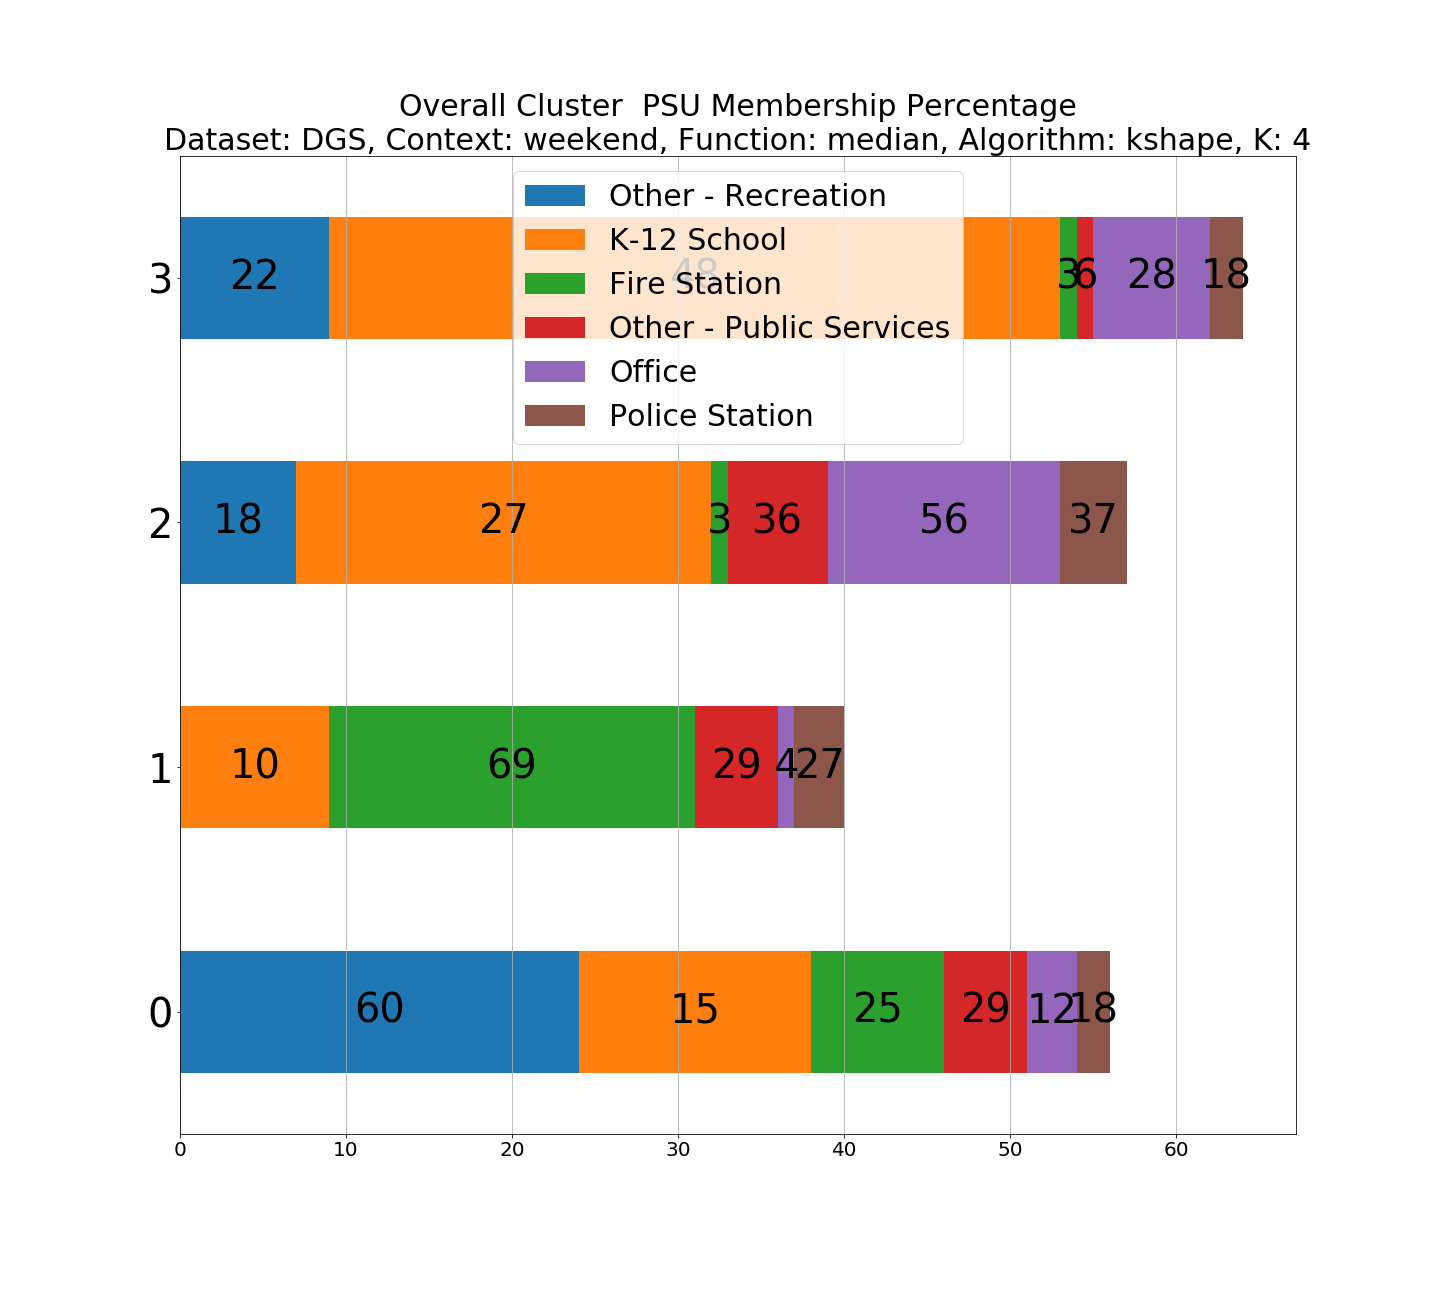 Overall Cluster  PSU Membership Percentage
Dataset: DGS, Context: weekend, Function: median, Algorithm: kshape, K: 4
Other - Recreation
K-12 School
Fire Station
Other - Public Services
Office
Police Station
3
22 48 3 6 28 18
2
18 27 3 36 56 37
1
10 69 29 4 27
0
60 15 25 29 12 18
0 10 20 30 40 50 60